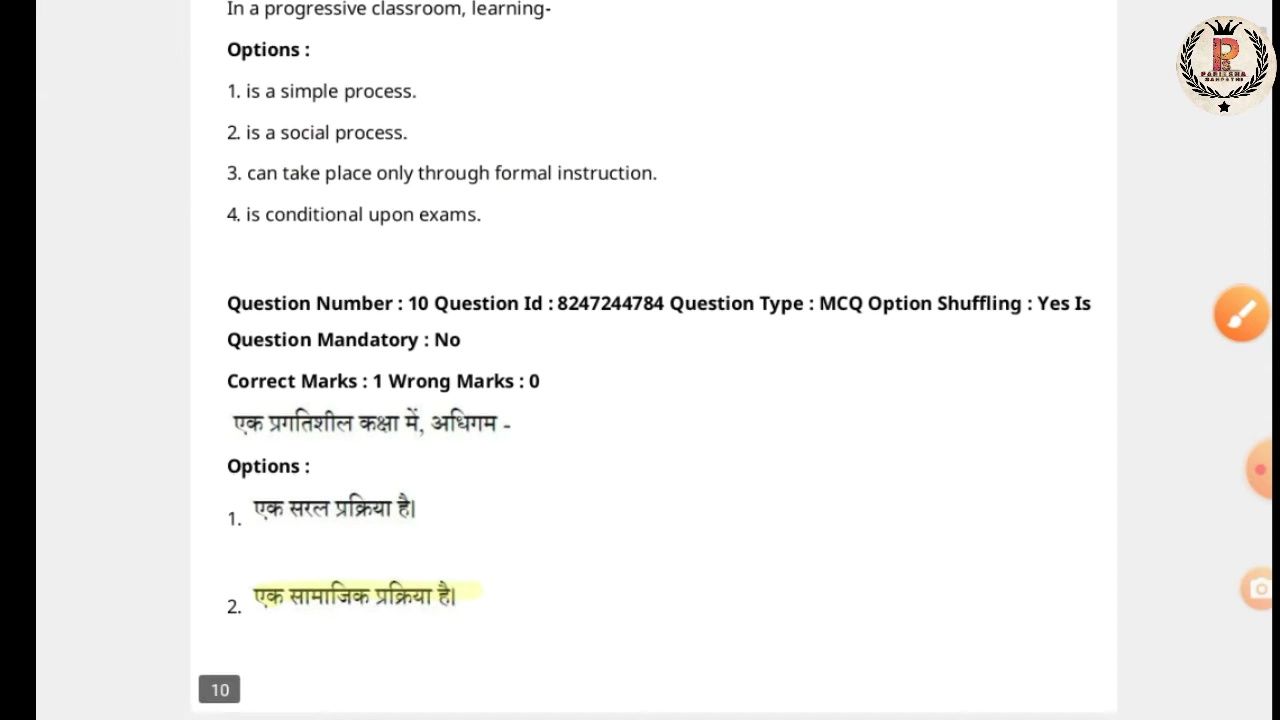 In a progressive classroom, learning-
Options :
1. is a simple process.
2. is a social process.
3. can take place only through formal instruction.
4. is conditional upon exams.
Question Number : 10 Question Id : 8247244784 Question Type : MCQ Option Shuffling : Yes Is
Question Mandatory : No
Correct Marks : 1 Wrong Marks : 0
एक प्रगतिशील कक्षा में, अधिगम -
Options :
1. एक सरल प्रक्रिया है।
2. एक सामाजिक प्रक्रिया है।
10